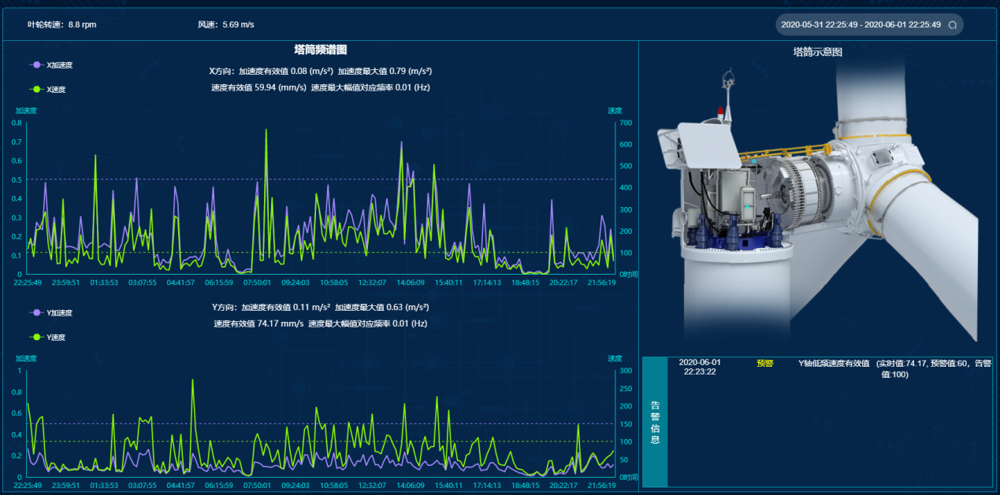 叶轮转速：8.8 rpm
风速：5.69 m/s
2020-05-31 22:25:49 - 2020-06-01 22:25:49
塔筒频谱图
X加速度
X速度
X方向：加速度有效值 0.08 (m/s²) 加速度最大值 0.79 (m/s²)
速度有效值 59.94 (mm/s) 速度最大幅值对应频率 0.01 (Hz)
加速度
速度
0.8
0.7
0.6
0.5
0.4
0.3
0.2
0.1
0
700
600
500
400
300
200
100
0时间
22:25:49 23:59:51 01:33:53 03:07:55 04:41:57 06:15:59 07:50:01 09:24:03 10:58:05 12:32:07 14:06:09 15:40:11 17:14:13 18:48:15 20:22:17 21:56:19
Y加速度
Y速度
Y方向：加速度有效值 0.11 m/s² 加速度最大值 0.63 (m/s²)
速度有效值 74.17 mm/s 速度最大幅值对应频率 0.01 (Hz)
加速度
速度
1
0.8
0.6
0.4
0.2
0
300
250
200
150
100
50
0时间
22:25:49 23:59:51 01:33:53 03:07:55 04:41:57 06:15:59 07:50:01 09:24:03 10:58:05 12:32:07 14:06:09 15:40:11 17:14:13 18:48:15 20:22:17 21:56:19
塔筒示意图
告警信息
2020-06-01
22:23:22
预警
Y轴低频速度有效值 (实时值:74.17, 预警值:60，告警
值:100)